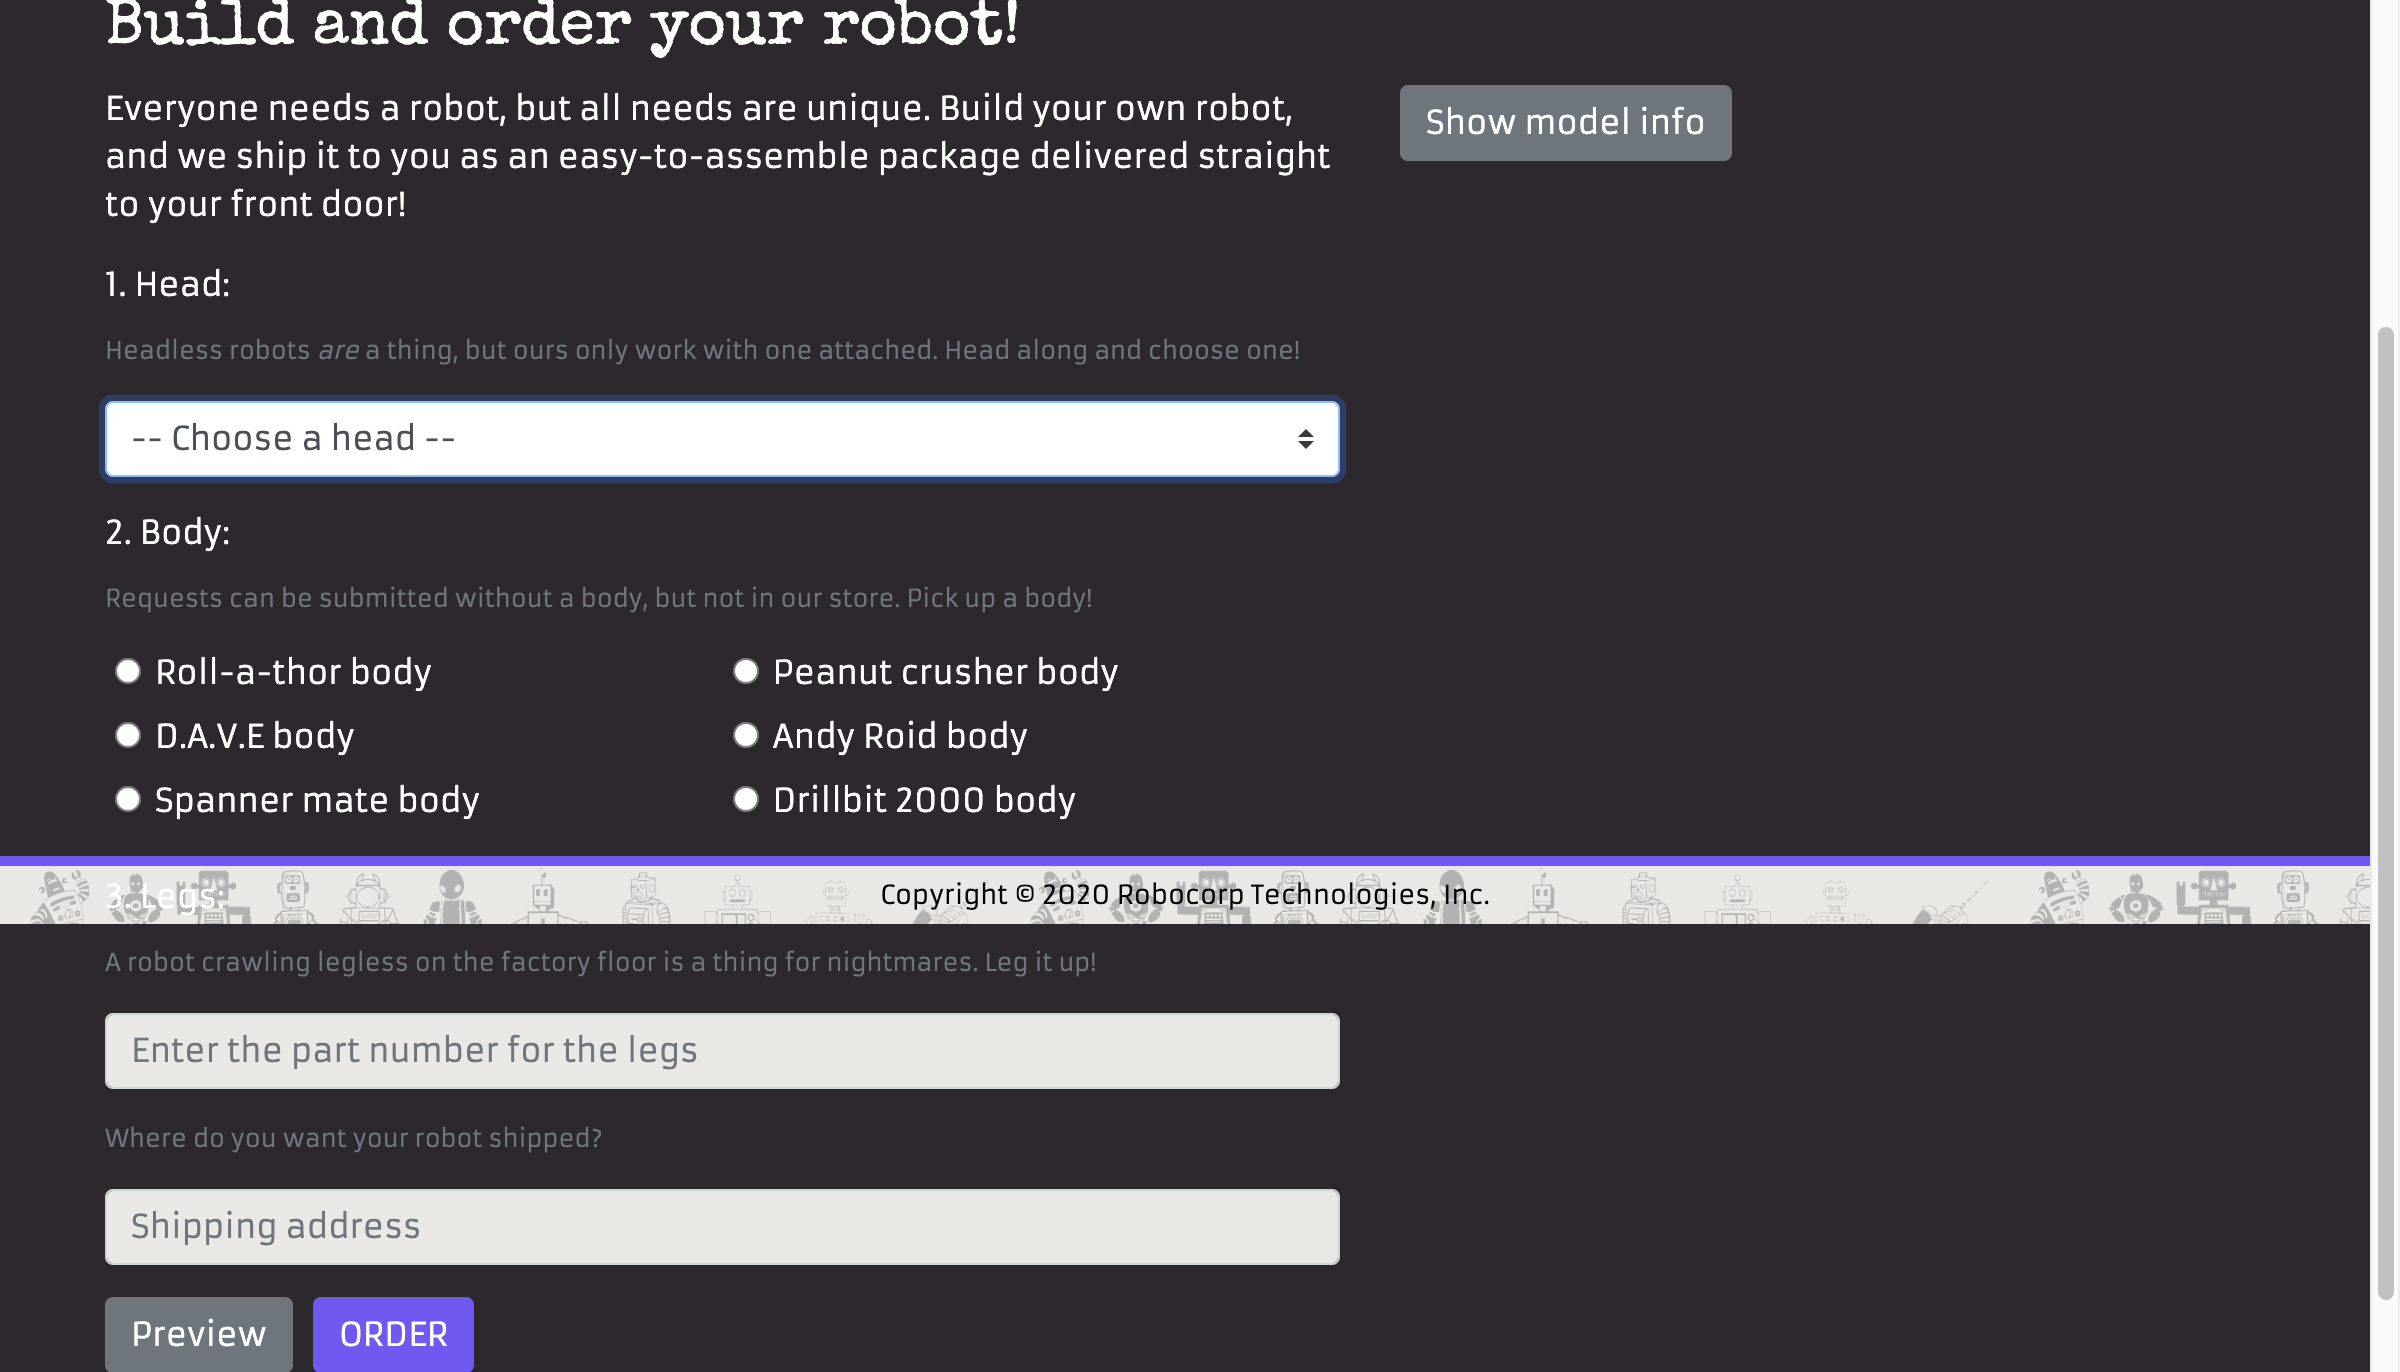 Build and order your robot!
Everyone needs a robot, but all needs are unique. Build your own robot,
and we ship it to you as an easy-to-assemble package delivered straight
to your front door!
Show model info
1. Head:
Headless robots are a thing, but ours only work with one attached. Head along and choose one!
-- Choose a head --
2. Body:
Requests can be submitted without a body, but not in our store. Pick up a body!
Roll-a-thor body
Peanut crusher body
D.A.V.E body
Andy Roid body
Spanner mate body
Drillbit 2000 body
3. Legs:
Copyright © 2020 Robocorp Technologies, Inc.
A robot crawling legless on the factory floor is a thing for nightmares. Leg it up!
Enter the part number for the legs
Where do you want your robot shipped?
Shipping address
Preview
ORDER